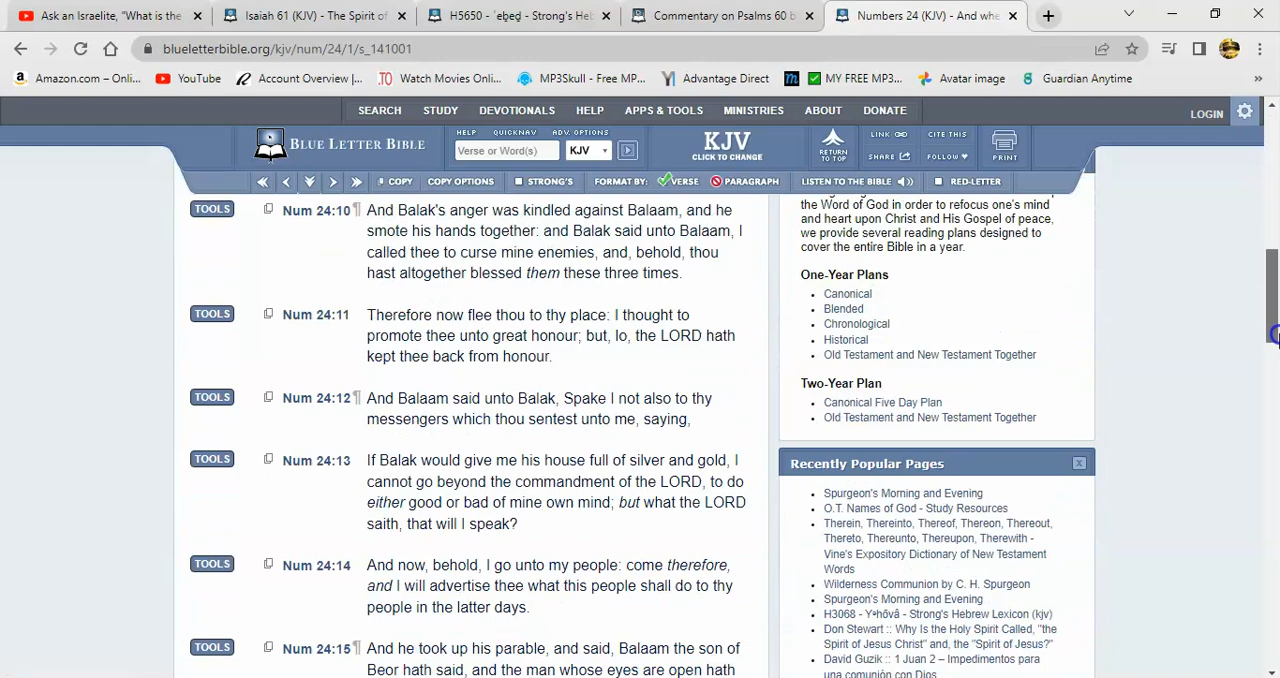 Ask an Israelite, "What is the
Isaiah 61 (KJV) - The Spirit of
H5650 - ʿeḇeḏ - Strong's Heb
Commentary on Psalms 60 b
Numbers 24 (KJV) - And whe
blueletterbible.org/kjv/num/24/1/s_141001
Amazon.com – Onli...
YouTube
Account Overview |...
TO Watch Movies Onl...
MP3Skull - Free MP...
Advantage Direct
m
MY FREE MP3...
Avatar image
Guardian Anytime
»
SEARCH STUDY DEVOTIONALS HELP APPS & TOOLS MINISTRIES ABOUT DONATE
LOGIN
BLUE LETTER BIBLE
HELP QUICKNAV ADV. OPTIONS
Verse or Word(s) KJV
KJV
CLICK TO CHANGE
RETURN
TO TOP
LINK CITE THIS
SHARE FOLLOW
PRINT
COPY COPY OPTIONS STRONG'S FORMAT BY: VERSE PARAGRAPH LISTEN TO THE BIBLE RED-LETTER
TOOLS Num 24:10 ¶ And Balak's anger was kindled against Balaam, and he
smote his hands together: and Balak said unto Balaam, I
called thee to curse mine enemies, and, behold, thou
hast altogether blessed them these three times.
TOOLS Num 24:11 Therefore now flee thou to thy place: I thought to
promote thee unto great honour; but, lo, the LORD hath
kept thee back from honour.
TOOLS Num 24:12 ¶ And Balaam said unto Balak, Spake I not also to thy
messengers which thou sentest unto me, saying,
TOOLS Num 24:13 If Balak would give me his house full of silver and gold, I
cannot go beyond the commandment of the LORD, to do
either good or bad of mine own mind; but what the LORD
saith, that will I speak?
TOOLS Num 24:14 And now, behold, I go unto my people: come therefore,
and I will advertise thee what this people shall do to thy
people in the latter days.
TOOLS Num 24:15 ¶ And he took up his parable, and said, Balaam the son of
Beor hath said, and the man whose eyes are open hath
the Word of God in order to refocus one's mind
and heart upon Christ and His Gospel of peace,
we provide several reading plans designed to
cover the entire Bible in a year.
One-Year Plans
Canonical
Blended
Chronological
Historical
Old Testament and New Testament Together
Two-Year Plan
Canonical Five Day Plan
Old Testament and New Testament Together
Recently Popular Pages
x
Spurgeon's Morning and Evening
O.T. Names of God - Study Resources
Therein, Thereinto, Thereof, Thereon, Thereout,
Thereto, Thereunto, Thereupon, Therewith -
Vine's Expository Dictionary of New Testament
Words
Wilderness Communion by C. H. Spurgeon
Spurgeon's Morning and Evening
H3068 - Yᵊhōvâ - Strong's Hebrew Lexicon (kjv)
Don Stewart :: Why Is the Holy Spirit Called, "the
Spirit of Jesus Christ" and, the "Spirit of Jesus?"
David Guzik :: 1 Juan 2 – Impedimentos para
una comunión con Dios